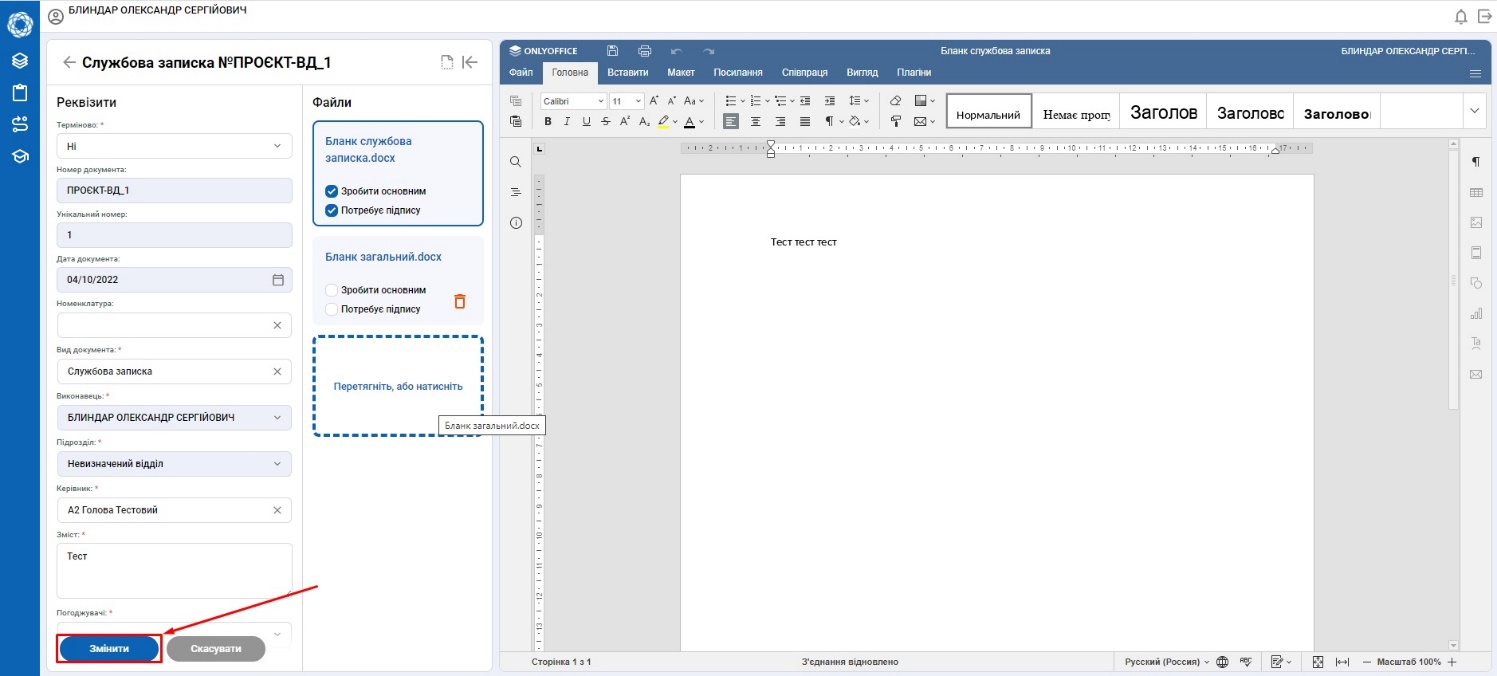 БЛИНДАР ОЛЕКСАНДР СЕРГІЙОВИЧ
Службова записка №ПРОЄКТ-ВД_1
Реквізити
Терміново: *
Ні
Номер документа:
ПРОЄКТ-ВД_1
Унікальний номер:
1
Дата документа:
04/10/2022
Номенклатура:
Вид документа: *
Службова записка
Виконавець: *
БЛИНДАР ОЛЕКСАНДР СЕРГІЙОВИЧ
Підрозділ: *
Невизначений відділ
Керівник: *
А2 Голова Тестовий
Зміст: *
Тест
Погоджувачі: *
Змінити
Скасувати
Файли
Бланк службова
записка.docx
Зробити основним
Потребує підпису
Бланк загальний.docx
Зробити основним
Потребує підпису
Перетягніть, або натисніть
Бланк загальний.docx
ONLYOFFICE
Бланк службова записка
БЛИНДАР ОЛЕКСАНДР СЕРГІ...
Файл Головна Вставити Макет Посилання Співпраця Вигляд Плагіни
Calibri 11
Нормальний Немає пропу Заголов Заголовс Заголово
Тест тест тест
Сторінка 1 з 1
З'єднання відновлено
Русский (Россия)
Масштаб 100%